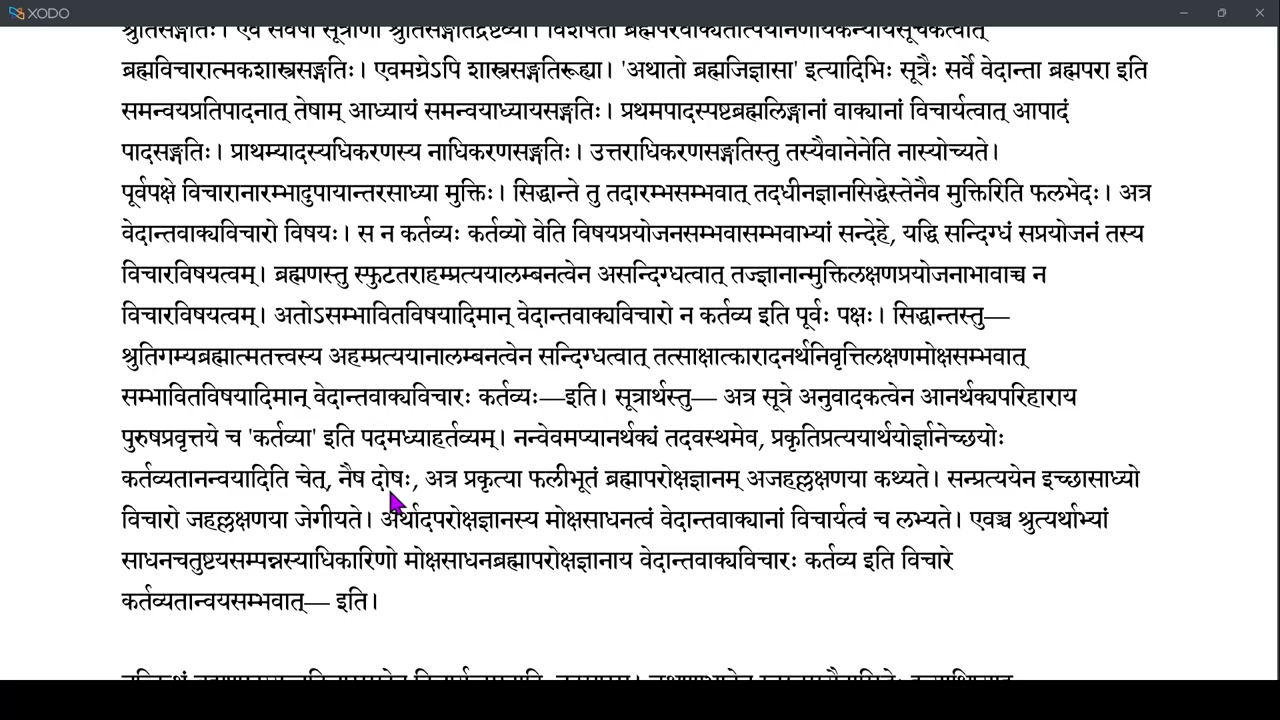 XODO
श्रुतिसङ्गतिः। एवं सर्वेषां सूत्राणां श्रुतिसङ्गतिर्द्रष्टव्या।
ब्रह्मविचारात्मकशास्त्रसङ्गतिः। एवमग्रेऽपि शास्त्रसङ्गतिरूह्या। 'अथातो ब्रह्मजिज्ञासा' इत्यादिभिः सूत्रैः सर्वे वेदान्ता ब्रह्मपरा इति
समन्वयप्रतिपादनात् तेषाम् आध्यायं समन्वयाध्यायसङ्गतिः। प्रथमपादस्पष्टब्रह्मलिङ्गानां वाक्यानां विचार्यत्वात् आपादं
पादसङ्गतिः। प्राथम्यादस्यधिकरणस्य नाधिकरणसङ्गतिः। उत्तराधिकरणसङ्गतिस्तु तस्यैवानेनेति नास्योच्यते।
पूर्वपक्षे विचारानारम्भादुपायान्तरसाध्या मुक्तिः। सिद्धान्ते तु तदारम्भसम्भवात् तदधीनज्ञानसिद्धेस्तेनैव मुक्तिरिति फलभेदः। अत्र
वेदान्तवाक्यविचारो विषयः। स न कर्तव्यः कर्तव्यो वेति विषयप्रयोजनसम्भवासम्भवाभ्यां सन्देहे, यद्धि सन्दिग्धं सप्रयोजनं तस्य
विचारविषयत्वम्। ब्रह्मणस्तु स्फुटतराहम्प्रत्ययालम्बनत्वेन असन्दिग्धत्वात् तज्ज्ञानान्मुक्तिलक्षणप्रयोजनाभावाच्च न
विचारविषयत्वम्। अतोऽसम्भावितविषयादिमान् वेदान्तवाक्यविचारो न कर्तव्य इति पूर्वः पक्षः। सिद्धान्तस्तु—
श्रुतिगम्यब्रह्मात्मतत्त्वस्य अहम्प्रत्ययानालम्बनत्वेन सन्दिग्धत्वात् तत्साक्षात्कारादनर्थनिवृत्तिलक्षणमोक्षसम्भवात्
सम्भावितविषयादिमान् वेदान्तवाक्यविचारः कर्तव्यः—इति। सूत्रार्थस्तु— अत्र सूत्रे अनुवादकत्वेन आनर्थक्यपरिहाराय
पुरुषप्रवृत्तये च 'कर्तव्या' इति पदमध्याहर्तव्यम्। नन्वेवमप्यानर्थक्यं तदवस्थमेव, प्रकृतिप्रत्ययार्थयोर्ज्ञानेच्छयोः
कर्तव्यतानन्वयादिति चेत्, नैष दोषः, अत्र प्रकृत्या फलीभूतं ब्रह्मापरोक्षज्ञानम् अजहल्लक्षणया कथ्यते। सन्प्रत्ययेन इच्छासाध्यो
विचारो जहल्लक्षणया जेगीयते। अर्थादपरोक्षज्ञानस्य मोक्षसाधनत्वं वेदान्तवाक्यानां विचार्यत्वं च लभ्यते। एवञ्च श्रुत्यर्थाभ्यां
साधनचतुष्टयसम्पन्नस्याधिकारिणो मोक्षसाधनब्रह्मापरोक्षज्ञानाय वेदान्तवाक्यविचारः कर्तव्य इति विचारे
कर्तव्यतान्वयसम्भवात्— इति।